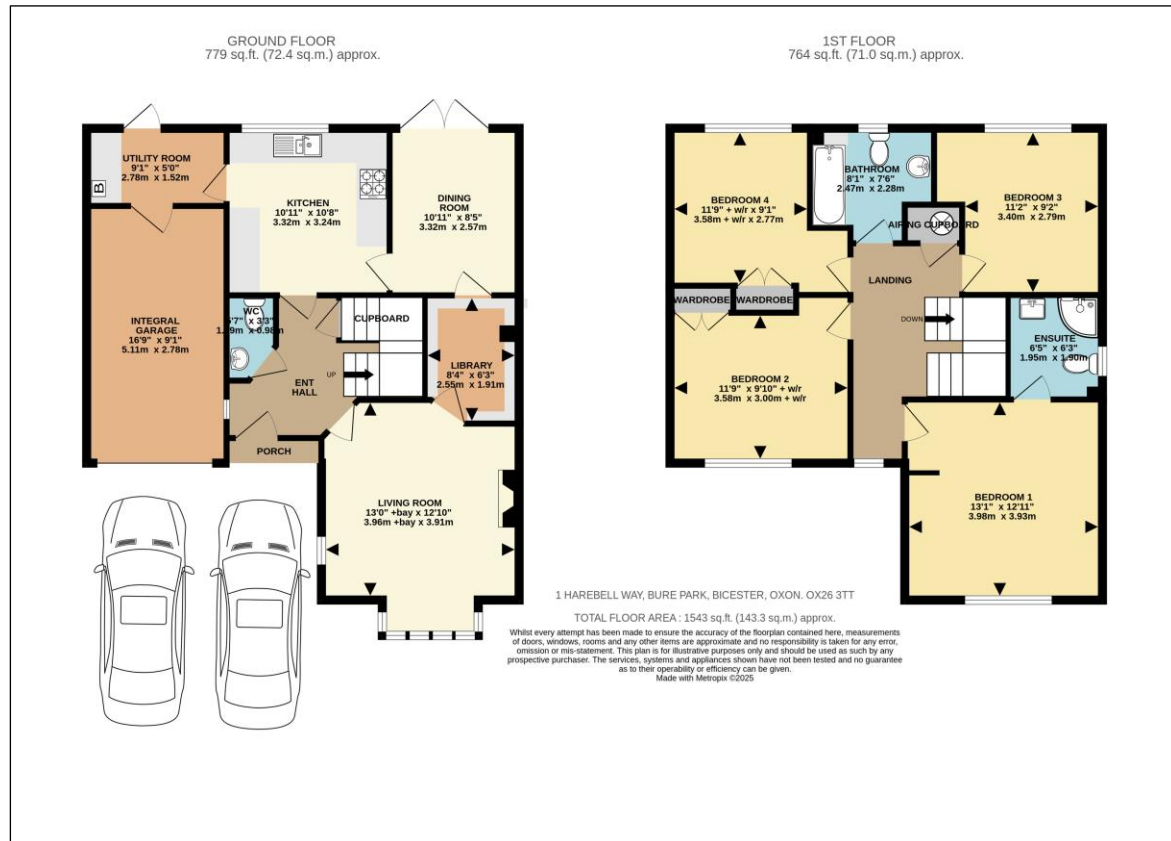 GROUND FLOOR
779 sq.ft. (72.4 sq.m.) approx.
UTILITY ROOM
9'1" x 5'0"
2.78m x 1.52m
B
KITCHEN
10'11" x 10'8"
3.32m x 3.24m
DINING
ROOM
10'11" x 8'5"
3.32m x 2.57m
INTEGRAL
GARAGE
16'9" x 9'1"
5.11m x 2.78m
WC
x 3'3"
x 0.98m
CUPBOARD
UP
ENT
HALL
LIBRARY
8'4" x 6'3"
2.55m x 1.91m
PORCH
LIVING ROOM
13'0" +bay x 12'10"
3.96m +bay x 3.91m
1ST FLOOR
764 sq.ft. (71.0 sq.m.) approx.
BEDROOM 4
11'9" + w/r x 9'1"
3.58m + w/r x 2.77m
BATHROOM
8'1" x 7'6"
2.47m x 2.28m
BEDROOM 3
11'2" x 9'2"
3.40m x 2.79m
AIRING CUPBOARD
LANDING
WARDROBE
WARDROBE
DOWN
ENSUITE
6'5" x 6'3"
1.95m x 1.90m
BEDROOM 2
11'9" x 9'10" + w/r
3.58m x 3.00m + w/r
BEDROOM 1
13'1" x 12'11"
3.98m x 3.93m
1 HAREBELL WAY, BURE PARK, BICESTER, OXON. OX26 3TT
TOTAL FLOOR AREA : 1543 sq.ft. (143.3 sq.m.) approx.
Whilst every attempt has been made to ensure the accuracy of the floorplan contained here, measurements
of doors, windows, rooms and any other items are approximate and no responsibility is taken for any error,
omission or mis-statement. This plan is for illustrative purposes only and should be used as such by any
prospective purchaser. The services, systems and appliances shown have not been tested and no guarantee
as to their operability or efficiency can be given.
Made with Metropix ©2025